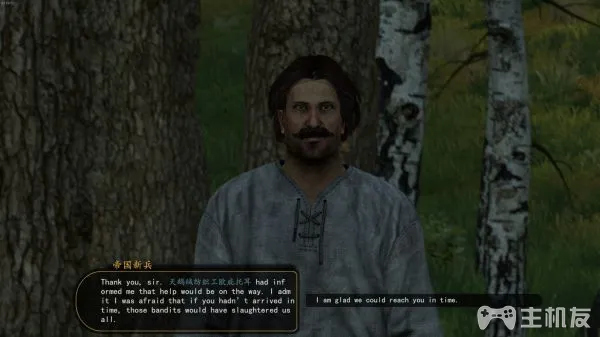 帝国新兵
Thank you, sir. 天鹅绒纺织工欧庇托耳 had inf
ormed me that help would be on the way. I adm
it I was afraid that if you hadn't arrived in
time, those bandits would have slaughtered us
all.
I am glad we could reach you in time.
主机友